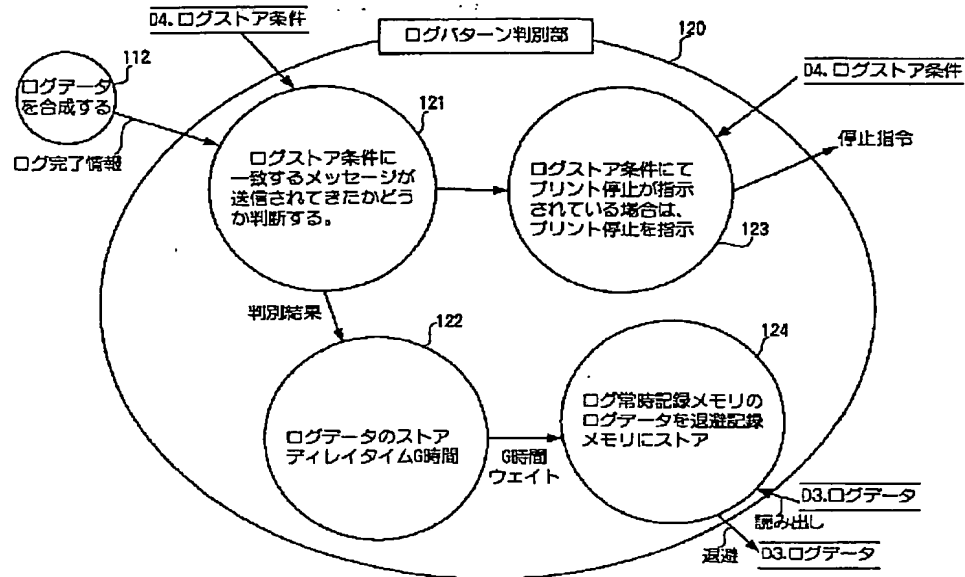 D4.ログストア条件
ログパターン判別部
120
112
ログデータ
を合成する
ログ完了情報
121
ログストア条件に
一致するメッセージが
送信されてきたかどう
か判断する。
D4.ログストア条件
停止指令
ログストア条件にて
プリント停止が指示
されている場合は、
プリント停止を指示
123
判別結果
122
ログデータのストア
ディレイタイムG時間
G時間
ウェイト
124
ログ常時記録メモリの
ログデータを退避記録
メモリにストア
D3.ログデータ
読み出し
退避
D3.ログデータ